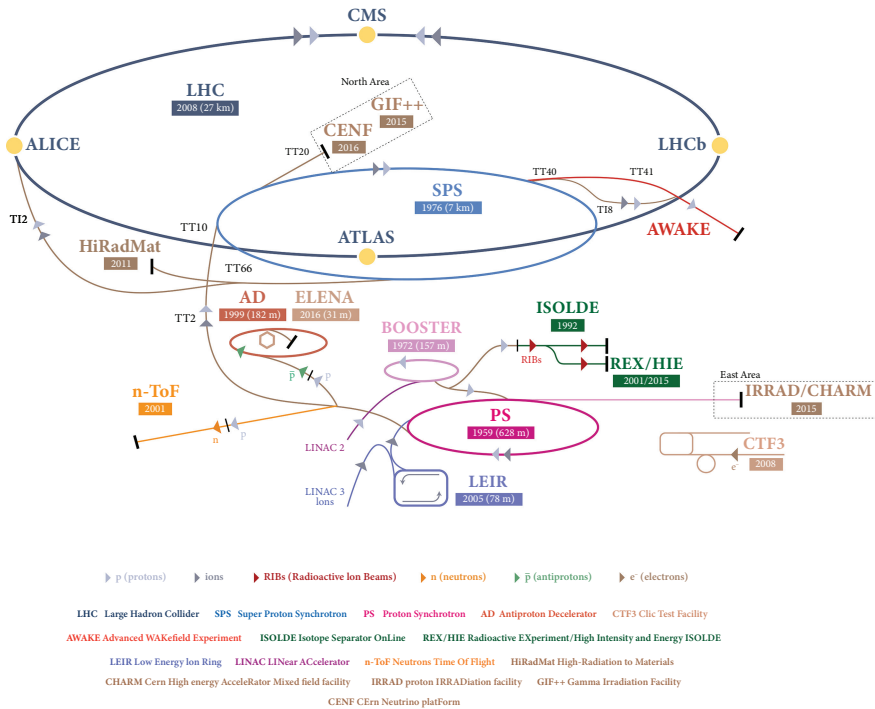 CMS
North Area
LHC
2008 (27 km)
GIF++
2015
CENF
2016
ALICE
LHCb
TT20
TT40
TT41
SPS
1976 (7 km)
TI8
TI2
TT10
AWAKE
ATLAS
HiRadMat
2011
TT66
AD
1999 (182 m)
ELENA
2016 (31 m)
TT2
BOOSTER
1972 (157 m)
ISOLDE
1992
RIBs
REX/HIE
2001/2015
p̄
p
East Area
n-ToF
2001
IRRAD/CHARM
2015
PS
1959 (628 m)
n
p
LINAC 2
CTF3
2008
e-
LEIR
2005 (78 m)
LINAC 3
Ions
p (protons)
ions
RIBs (Radioactive Ion Beams)
n (neutrons)
p̄ (antiprotons)
e- (electrons)
LHC Large Hadron Collider SPS Super Proton Synchrotron PS Proton Synchrotron AD Antiproton Decelerator CTF3 Clic Test Facility
AWAKE Advanced WAKefield Experiment ISOLDE Isotope Separator OnLine REX/HIE Radioactive EXperiment/High Intensity and Energy ISOLDE
LEIR Low Energy Ion Ring LINAC LINear ACcelerator n-ToF Neutrons Time Of Flight HiRadMat High-Radiation to Materials
CHARM Cern High energy AcceleRator Mixed field facility IRRAD proton IRRADiation facility GIF++ Gamma Irradiation Facility
CENF CErn Neutrino platForm